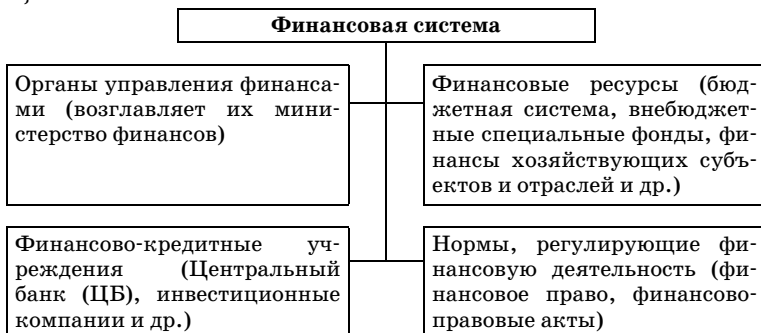 Финансовая система
Органы управления финанса-
ми (возглавляет их мини-
стерство финансов)
Финансовые ресурсы (бюд-
жетная система, внебюджет-
ные специальные фонды, фи-
нансы хозяйствующих субъ-
ектов и отраслей и др.)
Финансово-кредитные уч-
реждения (Центральный
банк (ЦБ), инвестиционные
компании и др.)
Нормы, регулирующие фи-
нансовую деятельность (фи-
нансовое право, финансово-
правовые акты)